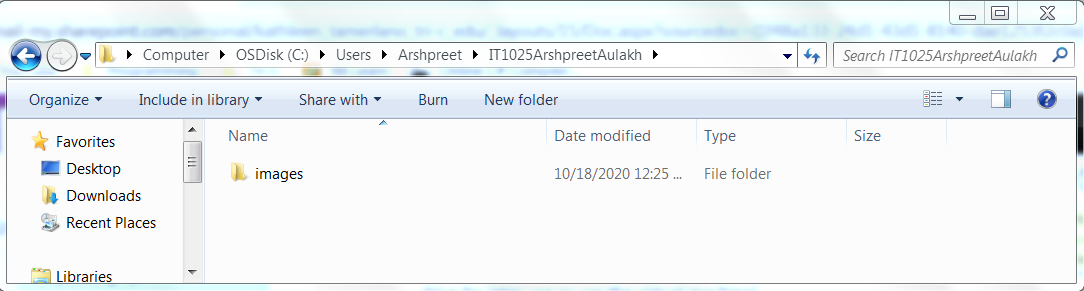 Computer OSDisk (C:) Users Arshpreet IT1025ArshpreetAulakh Search IT1025ArshpreetAulakh
Organize Include in library Share with Burn New folder
Favorites
Desktop
Downloads
Recent Places
Libraries
Name Date modified Type Size
images 10/18/2020 12:25 ... File folder